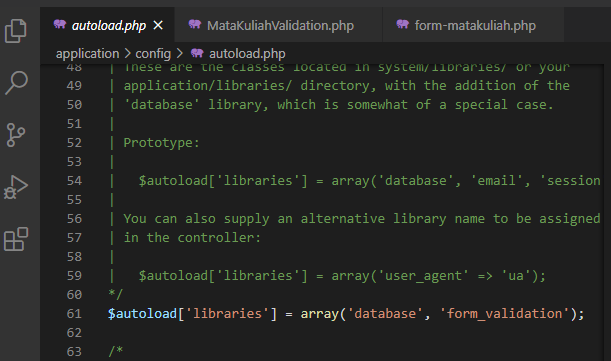 autoload.php × MataKuliahValidation.php form-matakuliah.php
application > config > autoload.php
48 | These are the classes located in system/libraries/ or your
49 | application/libraries/ directory, with the addition of the
50 | 'database' library, which is somewhat of a special case.
51 |
52 | Prototype:
53 |
54 | $autoload['libraries'] = array('database', 'email', 'session
55 |
56 | You can also supply an alternative library name to be assigned
57 | in the controller:
58 |
59 | $autoload['libraries'] = array('user_agent' => 'ua');
60 */
61 $autoload['libraries'] = array('database', 'form_validation');
62
63 /*